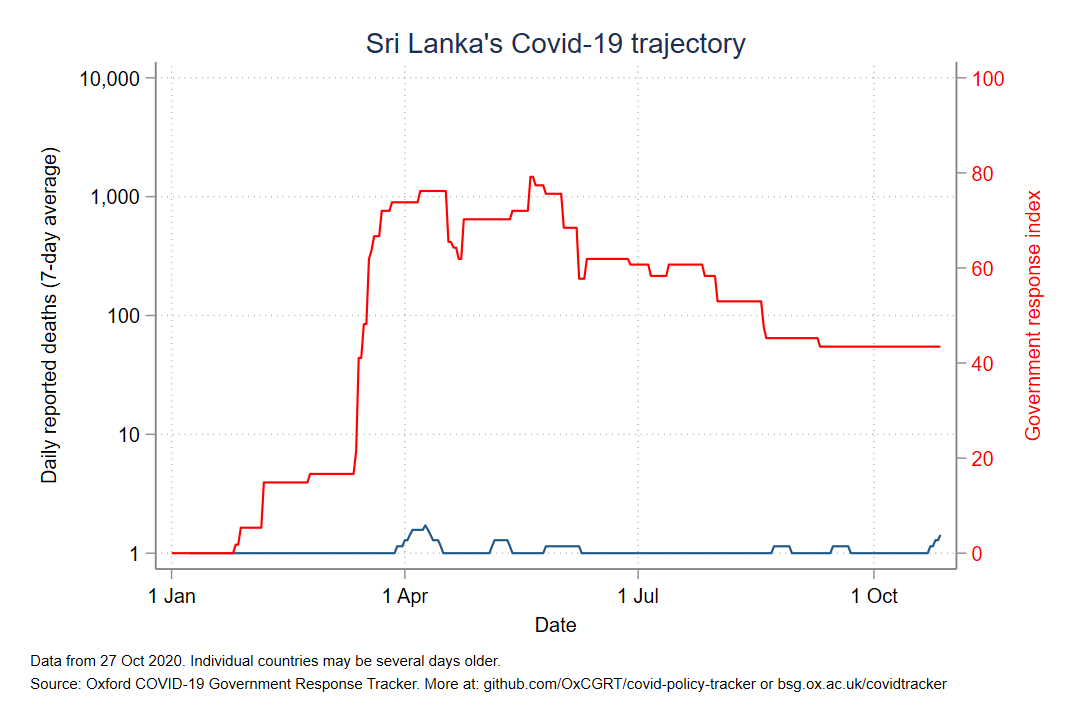 Sri Lanka's Covid-19 trajectory
10,000
1,000
100
10
1
Daily reported deaths (7-day average)
100
80
60
40
20
0
Government response index
1 Jan
1 Apr
1 Jul
1 Oct
Date
Data from 27 Oct 2020. Individual countries may be several days older.
Source: Oxford COVID-19 Government Response Tracker. More at: github.com/OxCGRT/covid-policy-tracker or bsg.ox.ac.uk/covidtracker